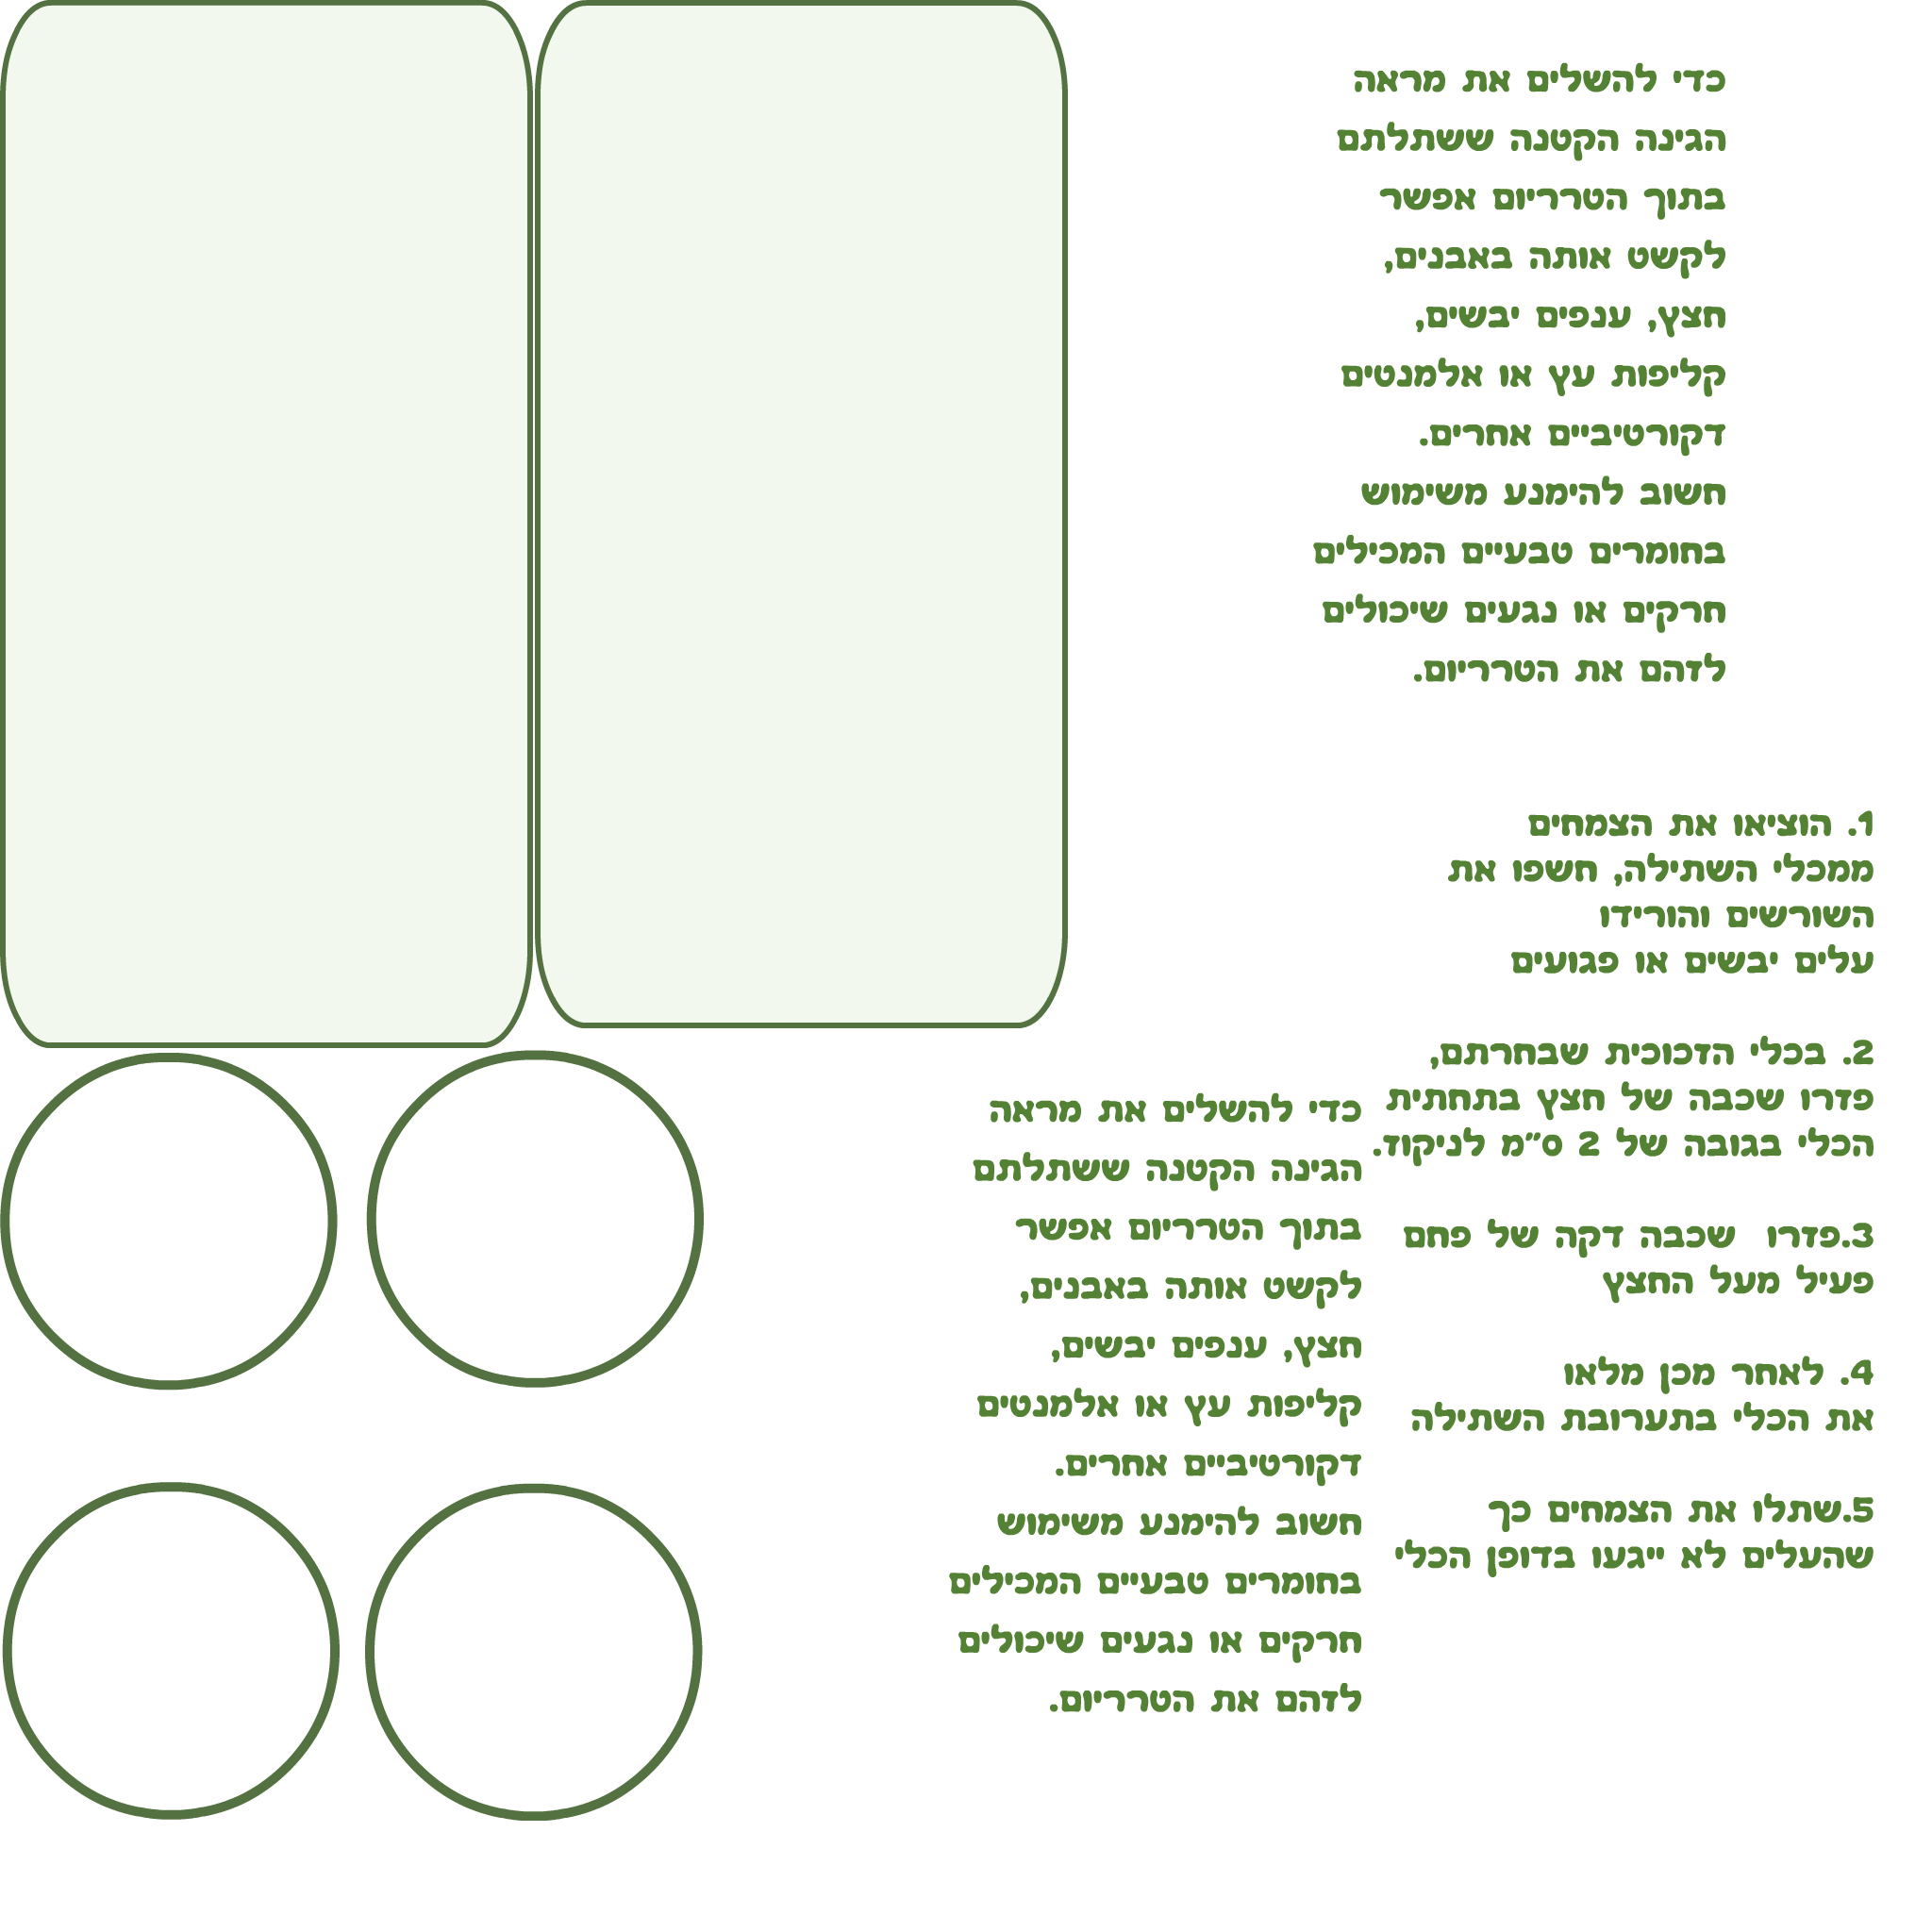 כדי להשלים את מראה
הגינה הקטנה ששתלתם
בתוך הטרריום אפשר
לקשט אותה באבנים,
חצץ, ענפים יבשים,
קליפות עץ או אלמנטים
דקורטיביים אחרים.
חשוב להימנע משימוש
בחומרים טבעיים המכילים
חרקים או נגעים שיכולים
לזהם את הטרריום.
1. הוציאו את הצמחים
ממכלי השתילה, חשפו את
השורשים והורידו
עלים יבשים או פגועים
2. בכלי הזכוכית שבחרתם,
פזרו שכבה של חצץ בתחתית
הכלי בגובה של 2 ס"מ לניקוז.
3.פזרו שכבה דקה של פחם
פעיל מעל החצץ
4. לאחר מכן מלאו
את הכלי בתערובת השתילה
5.שתלו את הצמחים כך
שהעלים לא ייגעו בדופן הכלי
כדי להשלים את מראה
הגינה הקטנה ששתלתם
בתוך הטרריום אפשר
לקשט אותה באבנים,
חצץ, ענפים יבשים,
קליפות עץ או אלמנטים
דקורטיביים אחרים.
חשוב להימנע משימוש
בחומרים טבעיים המכילים
חרקים או נגעים שיכולים
לזהם את הטרריום.